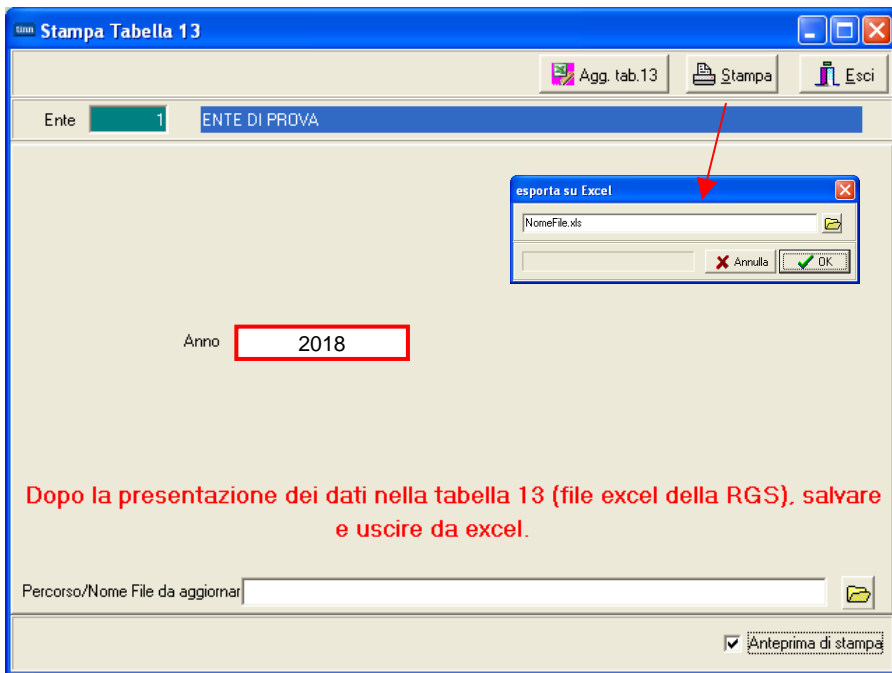 tinn Stampa Tabella 13
Agg. tab.13 Stampa Esci
Ente 1 ENTE DI PROVA
esporta su Excel
NomeFile.xls
Annulla OK
Anno 2018
Dopo la presentazione dei dati nella tabella 13 (file excel della RGS), salvare
e uscire da excel.
Percorso/Nome File da aggiornar
Anteprima di stampa